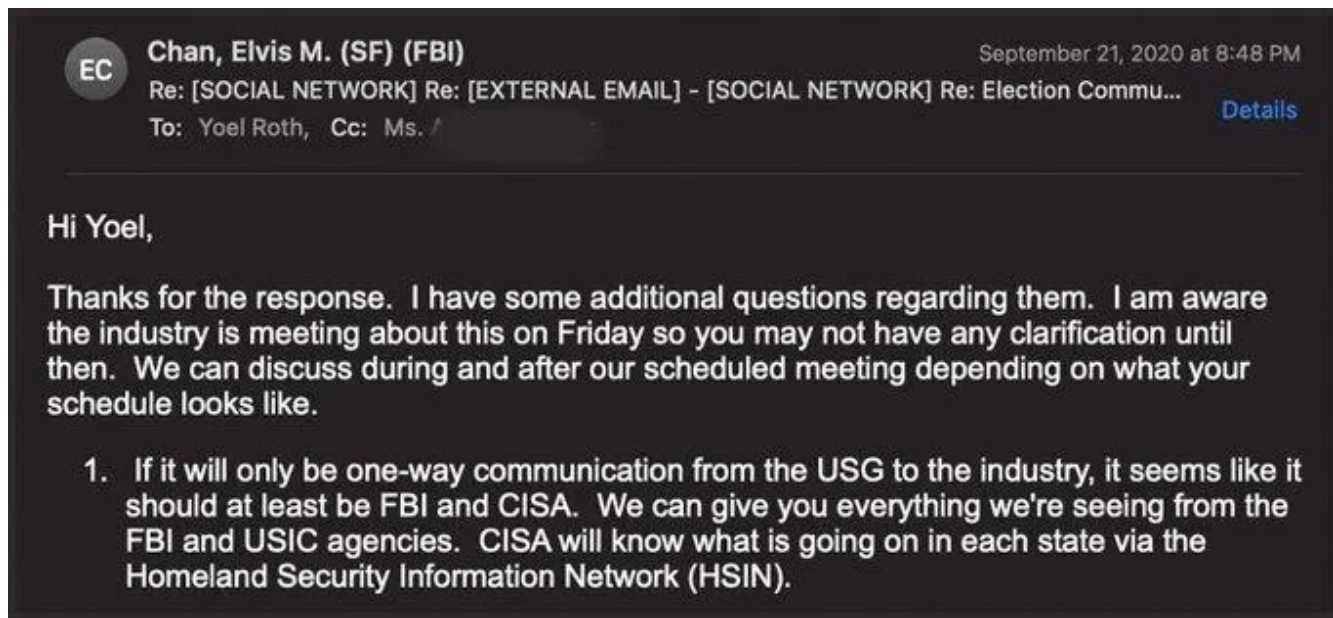 EC
Chan, Elvis M. (SF) (FBI)
September 21, 2020 at 8:48 PM
Re: [SOCIAL NETWORK] Re: [EXTERNAL EMAIL] - [SOCIAL NETWORK] Re: Election Commu...
Details
To: Yoel Roth, Cc: Ms.
Hi Yoel,
Thanks for the response. I have some additional questions regarding them. I am aware
the industry is meeting about this on Friday so you may not have any clarification until
then. We can discuss during and after our scheduled meeting depending on what your
schedule looks like.
1. If it will only be one-way communication from the USG to the industry, it seems like it
should at least be FBI and CISA. We can give you everything we're seeing from the
FBI and USIC agencies. CISA will know what is going on in each state via the
Homeland Security Information Network (HSIN).